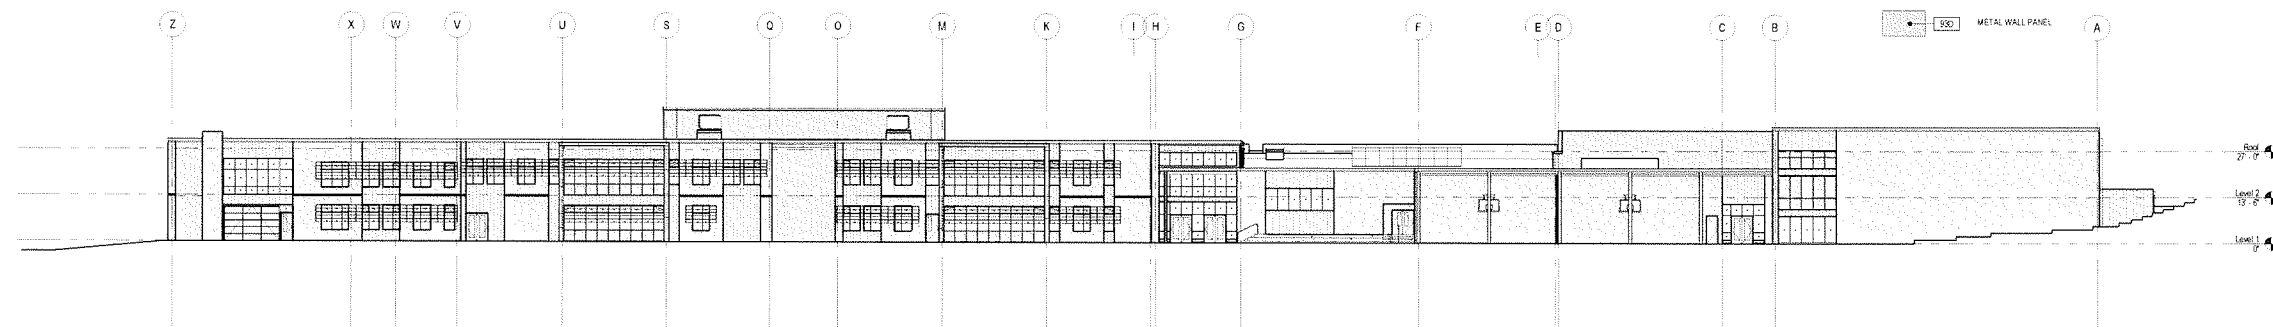 Z X W V U S Q O M K I H G F E D C B A
930 METAL WALL PANEL
Roof
27' - 0"
Level 2
13' - 6"
Level 1
0"